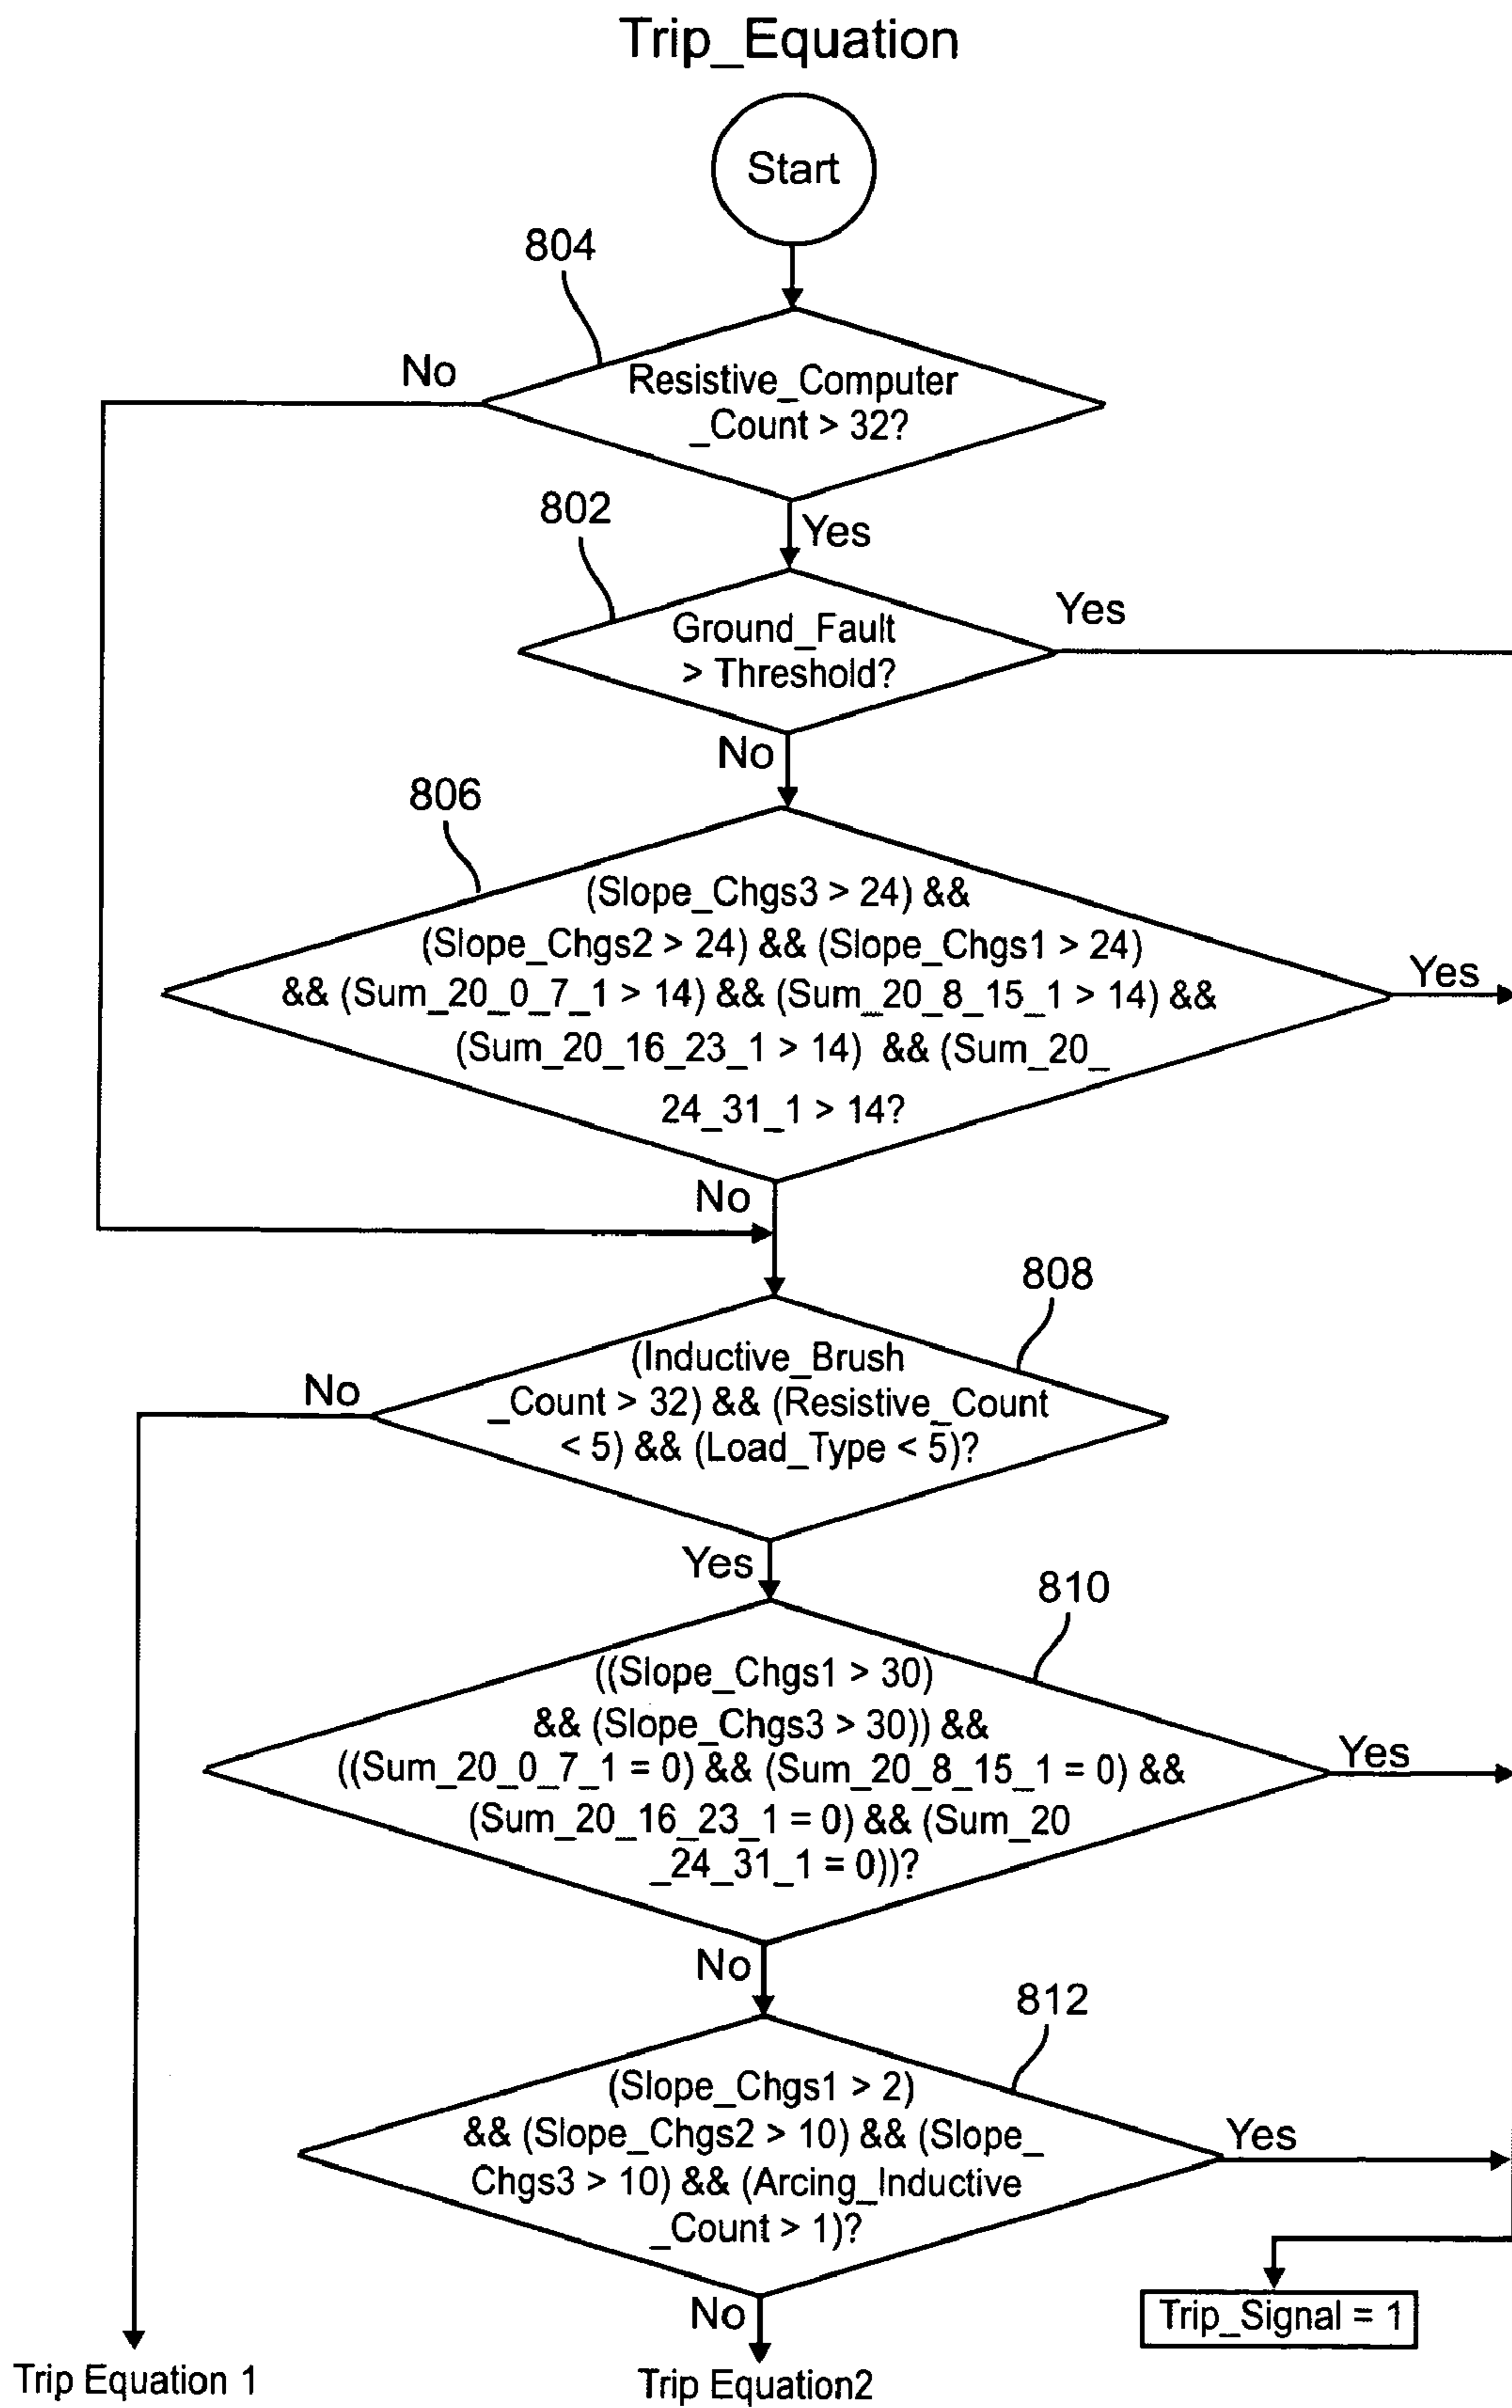 Trip_Equation
Start
804
No
Resistive_Computer
_Count > 32?
802
Yes
Ground_Fault
> Threshold?
Yes
No
806
(Slope_Chgs3 > 24) &&
(Slope_Chgs2 > 24) && (Slope_Chgs1 > 24)
&& (Sum_20_0_7_1 > 14) && (Sum_20_8_15_1 > 14) &&
(Sum_20_16_23_1 > 14) && (Sum_20_
24_31_1 > 14?
Yes
No
808
(Inductive_Brush
_Count > 32) && (Resistive_Count
< 5) && (Load_Type < 5)?
No
Yes
810
((Slope_Chgs1 > 30)
&& (Slope_Chgs3 > 30)) &&
((Sum_20_0_7_1 = 0) && (Sum_20_8_15_1 = 0) &&
(Sum_20_16_23_1 = 0) && (Sum_20
_24_31_1 = 0))?
Yes
No
812
(Slope_Chgs1 > 2)
&& (Slope_Chgs2 > 10) && (Slope_
Chgs3 > 10) && (Arcing_Inductive
_Count > 1)?
Yes
No
Trip_Signal = 1
Trip Equation 1
Trip Equation2